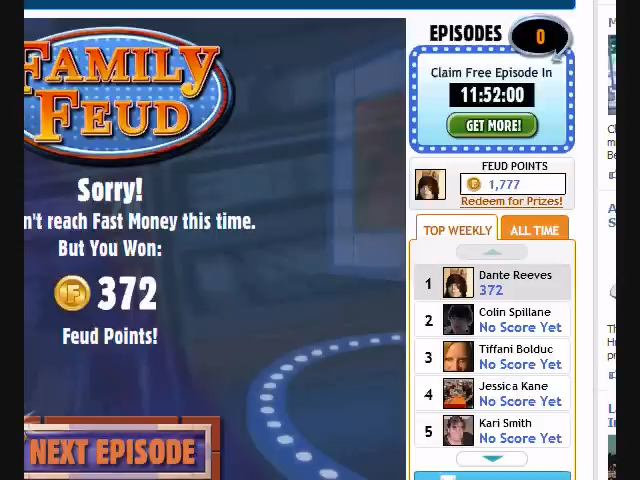 FAMILY
FEUD
Sorry!
n't reach Fast Money this time.
But You Won:
F 372
Feud Points!
NEXT EPISODE
EPISODES 0
Claim Free Episode In
11:52:00
GET MORE!
FEUD POINTS
F 1,777
Redeem for Prizes!
TOP WEEKLY ALL TIME
1 Dante Reeves
372
2 Colin Spillane
No Score Yet
3 Tiffani Bolduc
No Score Yet
4 Jessica Kane
No Score Yet
5 Kari Smith
No Score Yet